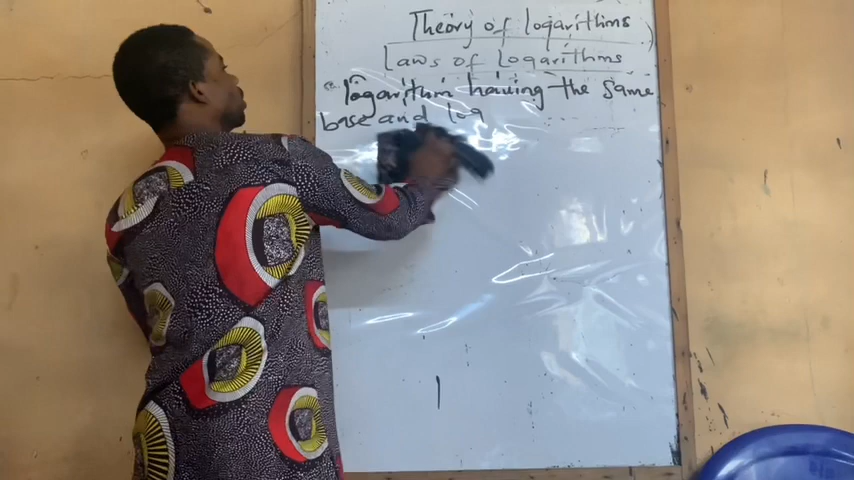 Theory of logarithms
Laws of Logarithms
logarithm having the same
base and log